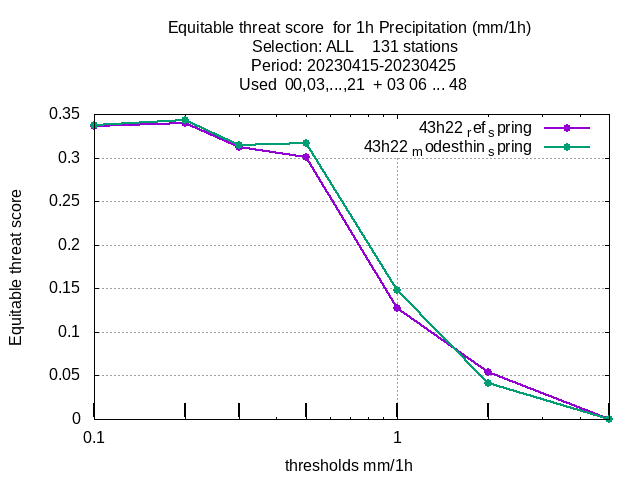 Equitable threat score  for 1h Precipitation (mm/1h)
Selection: ALL    131 stations
Period: 20230415-20230425
Used  00,03,...,21  + 03 06 ... 48
0.35
43h22 ref spring
0.3
43h22 modesthin spring
0.25
0.2
0.15
0.1
0.05
0
0.1
1
Equitable threat score
thresholds mm/1h